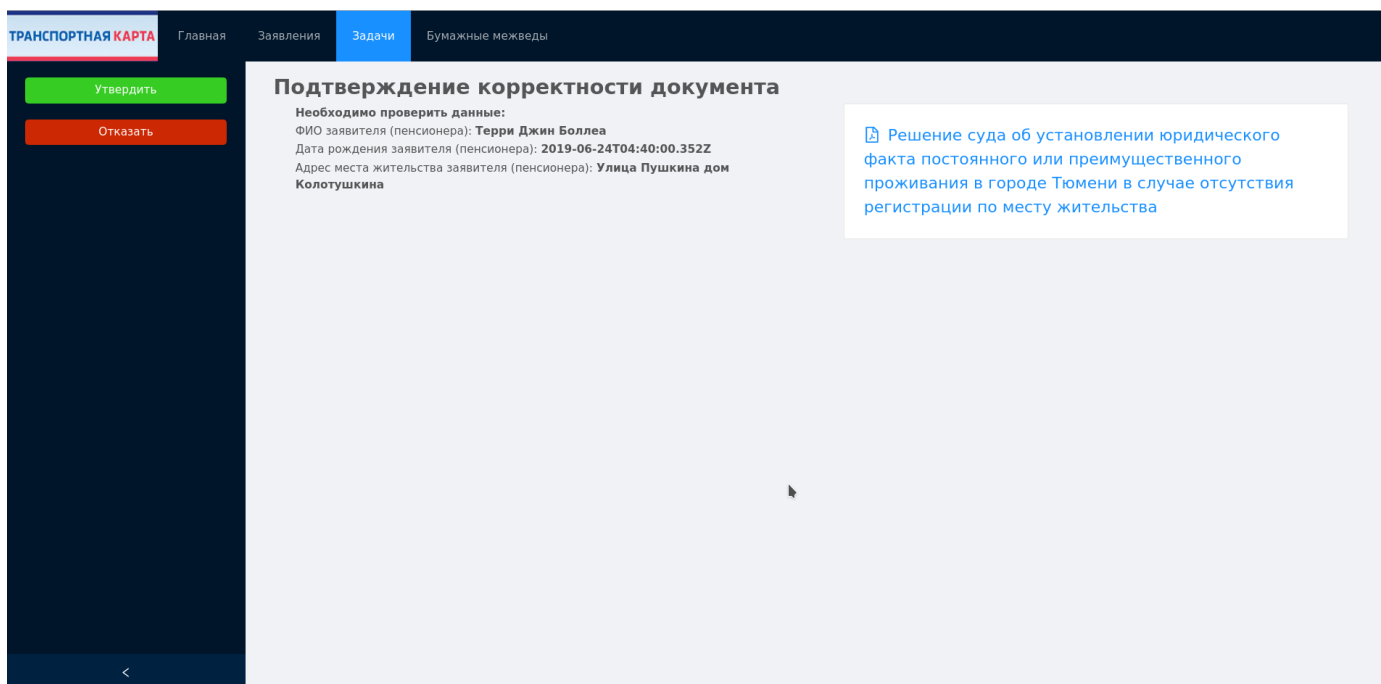 ТРАНСПОРТНАЯ КАРТА
Главная
Заявления
Задачи
Бумажные межведы
Утвердить
Отказать
Подтверждение корректности документа
Необходимо проверить данные:
ФИО заявителя (пенсионера): Терри Джин Боллеа
Дата рождения заявителя (пенсионера): 2019-06-24T04:40:00.352Z
Адрес места жительства заявителя (пенсионера): Улица Пушкина дом
Колотушкина
Решение суда об установлении юридического
факта постоянного или преимущественного
проживания в городе Тюмени в случае отсутствия
регистрации по месту жительства
<